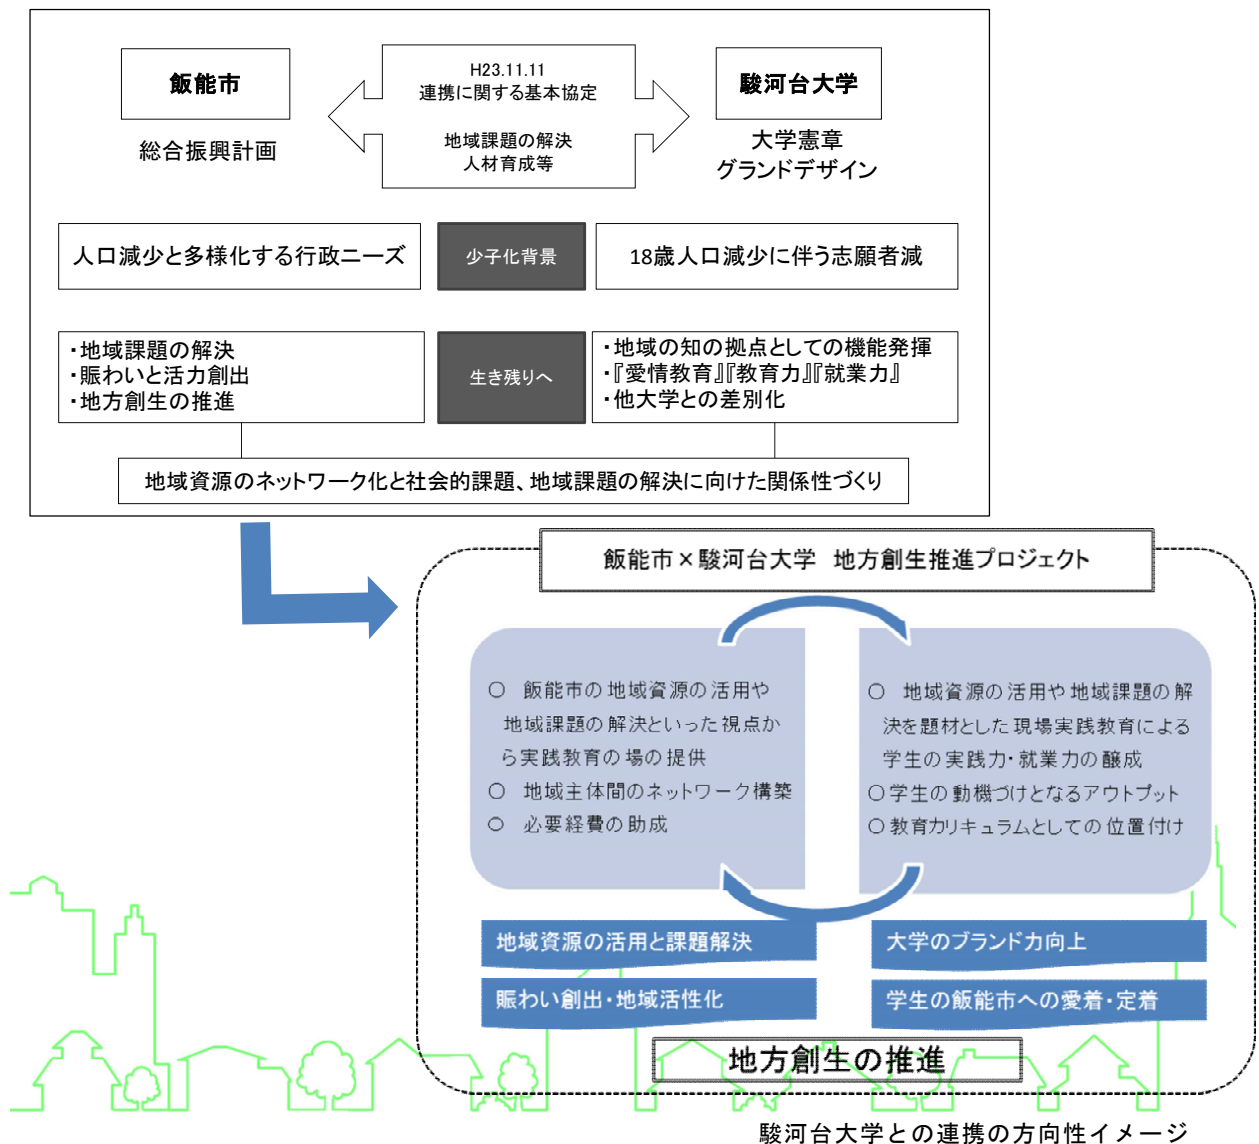 飯能市
総合振興計画
H23.11.11
連携に関する基本協定
地域課題の解決
人材育成等
駿河台大学
大学憲章
グランドデザイン
人口減少と多様化する行政ニーズ
少子化背景
18歳人口減少に伴う志願者減
・地域課題の解決
・賑わいと活力創出
・地方創生の推進
生き残りへ
・地域の知の拠点としての機能発揮
・『愛情教育』『教育力』『就業力』
・他大学との差別化
地域資源のネットワーク化と社会的課題、地域課題の解決に向けた関係性づくり
飯能市×駿河台大学 地方創生推進プロジェクト
○ 飯能市の地域資源の活用や
地域課題の解決といった視点か
ら実践教育の場の提供
○ 地域主体間のネットワーク構築
○ 必要経費の助成
○ 地域資源の活用や地域課題の解
決を題材とした現場実践教育による
学生の実践力・就業力の醸成
○学生の動機づけとなるアウトプット
○教育カリキュラムとしての位置付け
地域資源の活用と課題解決
賑わい創出・地域活性化
大学のブランド力向上
学生の飯能市への愛着・定着
地方創生の推進
駿河台大学との連携の方向性イメージ